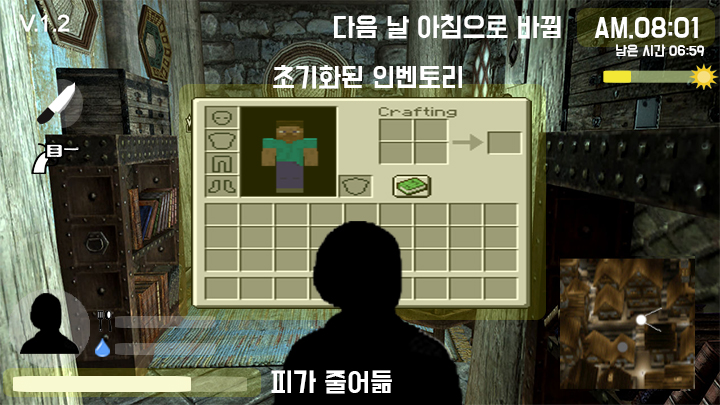 V.1.2
다음 날 아침으로 바뀜
AM.08:01
남은 시간 06:59
초기화된 인벤토리
Crafting
피가 줄어듦